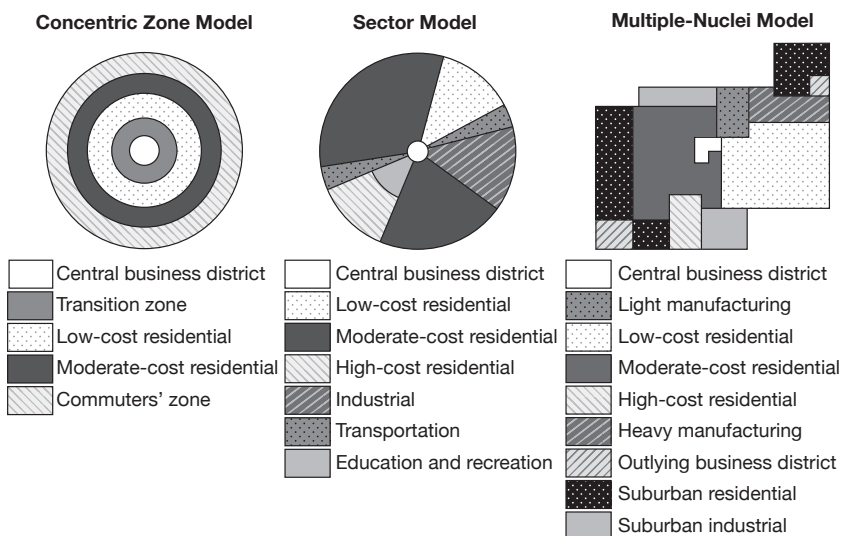 Concentric Zone Model
Central business district
Transition zone
Low-cost residential
Moderate-cost residential
Commuters’ zone
Sector Model
Central business district
Low-cost residential
Moderate-cost residential
High-cost residential
Industrial
Transportation
Education and recreation
Multiple-Nuclei Model
Central business district
Light manufacturing
Low-cost residential
Moderate-cost residential
High-cost residential
Heavy manufacturing
Outlying business district
Suburban residential
Suburban industrial